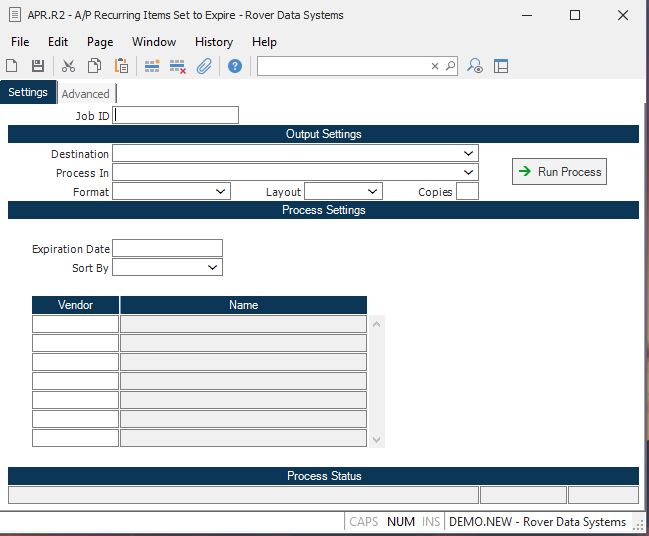 APR.R2 - A/P Recurring Items Set to Expire - Rover Data Systems
File Edit Page Window History Help
Settings Advanced
Job ID
Output Settings
Destination
Process In
Run Process
Format Layout Copies
Process Settings
Expiration Date
Sort By
Vendor Name
Process Status
CAPS NUM INS DEMO.NEW - Rover Data Systems